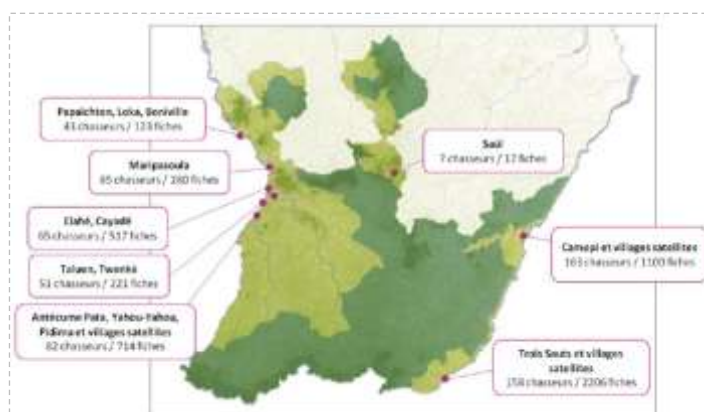 Papaïchton, Loka, Boniville
43 chasseurs / 123 fiches
Maripasoula
65 chasseurs / 280 fiches
Elahé, Cayodé
65 chasseurs / 517 fiches
Taluen, Twenké
51 chasseurs / 221 fiches
Antécume Pata, Yahou-Yahou,
Pidima et villages satellites
82 chasseurs / 714 fiches
Saül
7 chasseurs / 12 fiches
Camopi et villages satellites
163 chasseurs / 1100 fiches
Trois Sauts et villages
satellites
158 chasseurs / 2206 fiches